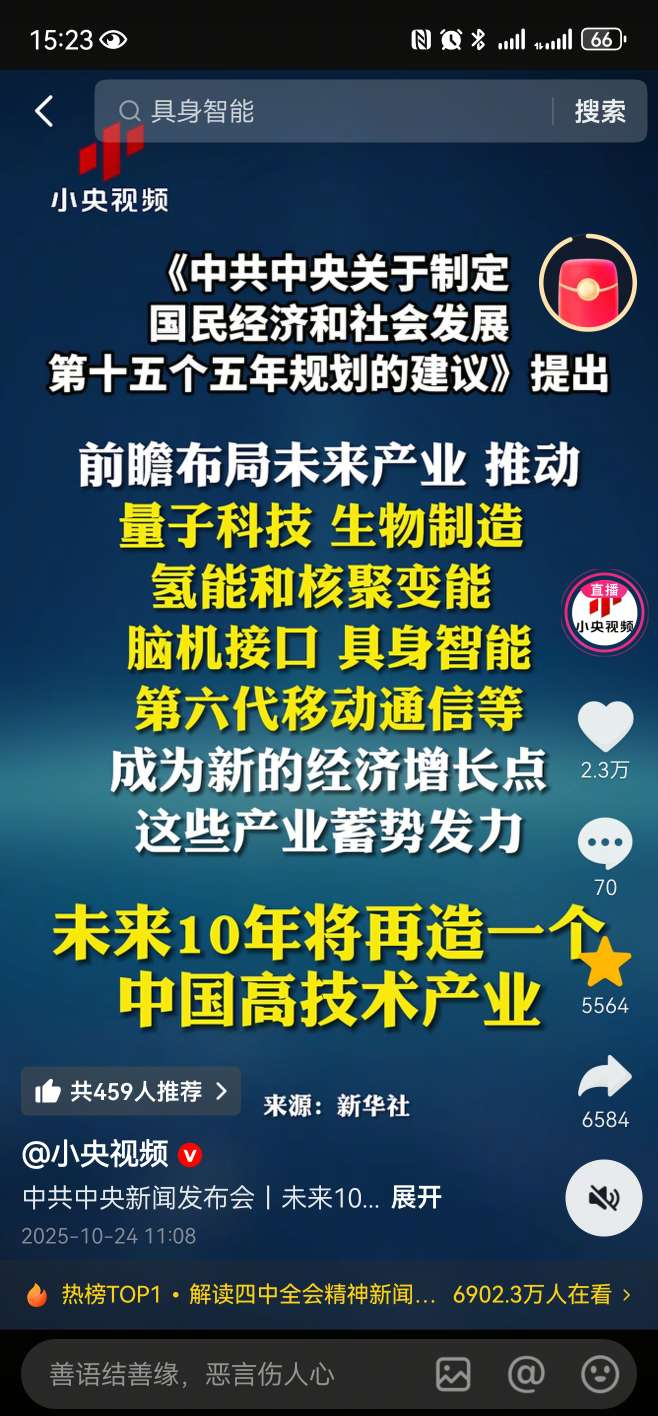 15:23
66
具身智能
搜索
小央视频
《中共中央关于制定
国民经济和社会发展
第十五个五年规划的建议》提出
前瞻布局未来产业 推动
量子科技 生物制造
氢能和核聚变能
脑机接口 具身智能
第六代移动通信等
成为新的经济增长点
这些产业蓄势发力
直播
小央视频
2.3万
70
未来10年将再造一个
中国高技术产业
5564
共459人推荐
来源：新华社
6584
@小央视频
中共中央新闻发布会丨未来10... 展开
2025-10-24 11:08
热榜TOP1·解读四中全会精神新闻... 6902.3万人在看
善语结善缘，恶言伤人心